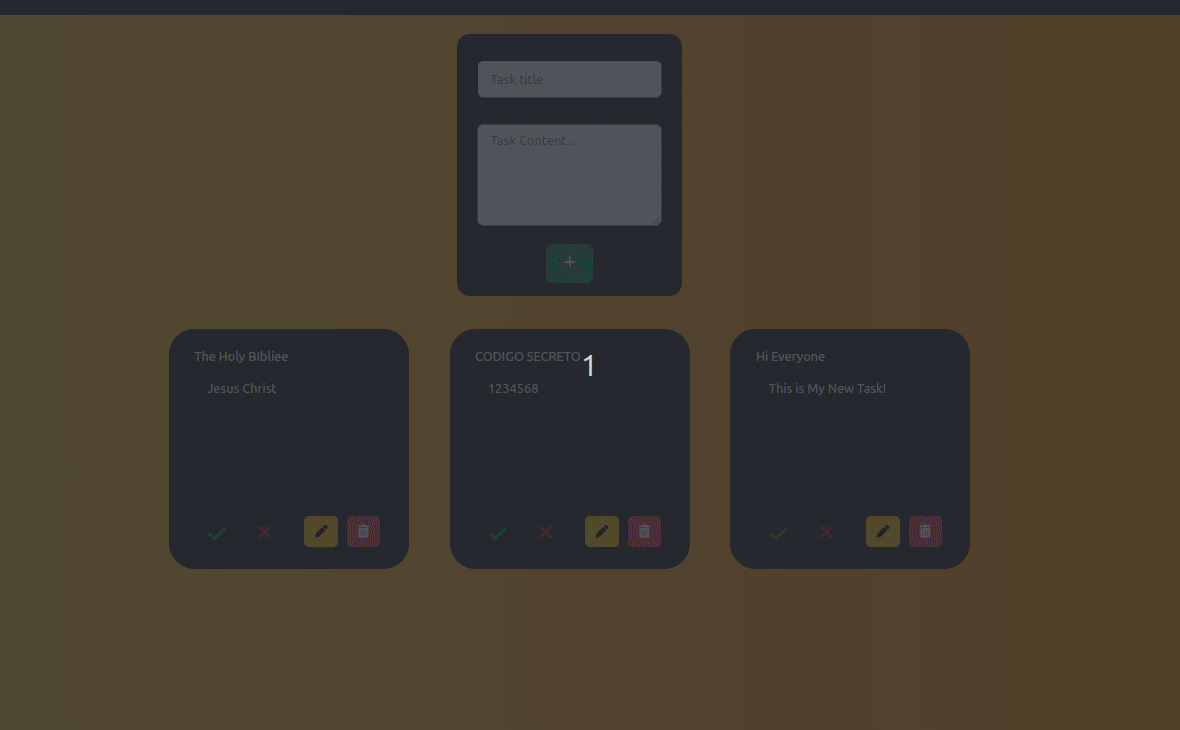 Task title
Task Content...
+
The Holy BIbliee
Jesus Christ
CODIGO SECRETO
1
1234568
Hi Everyone
This is My New Task!